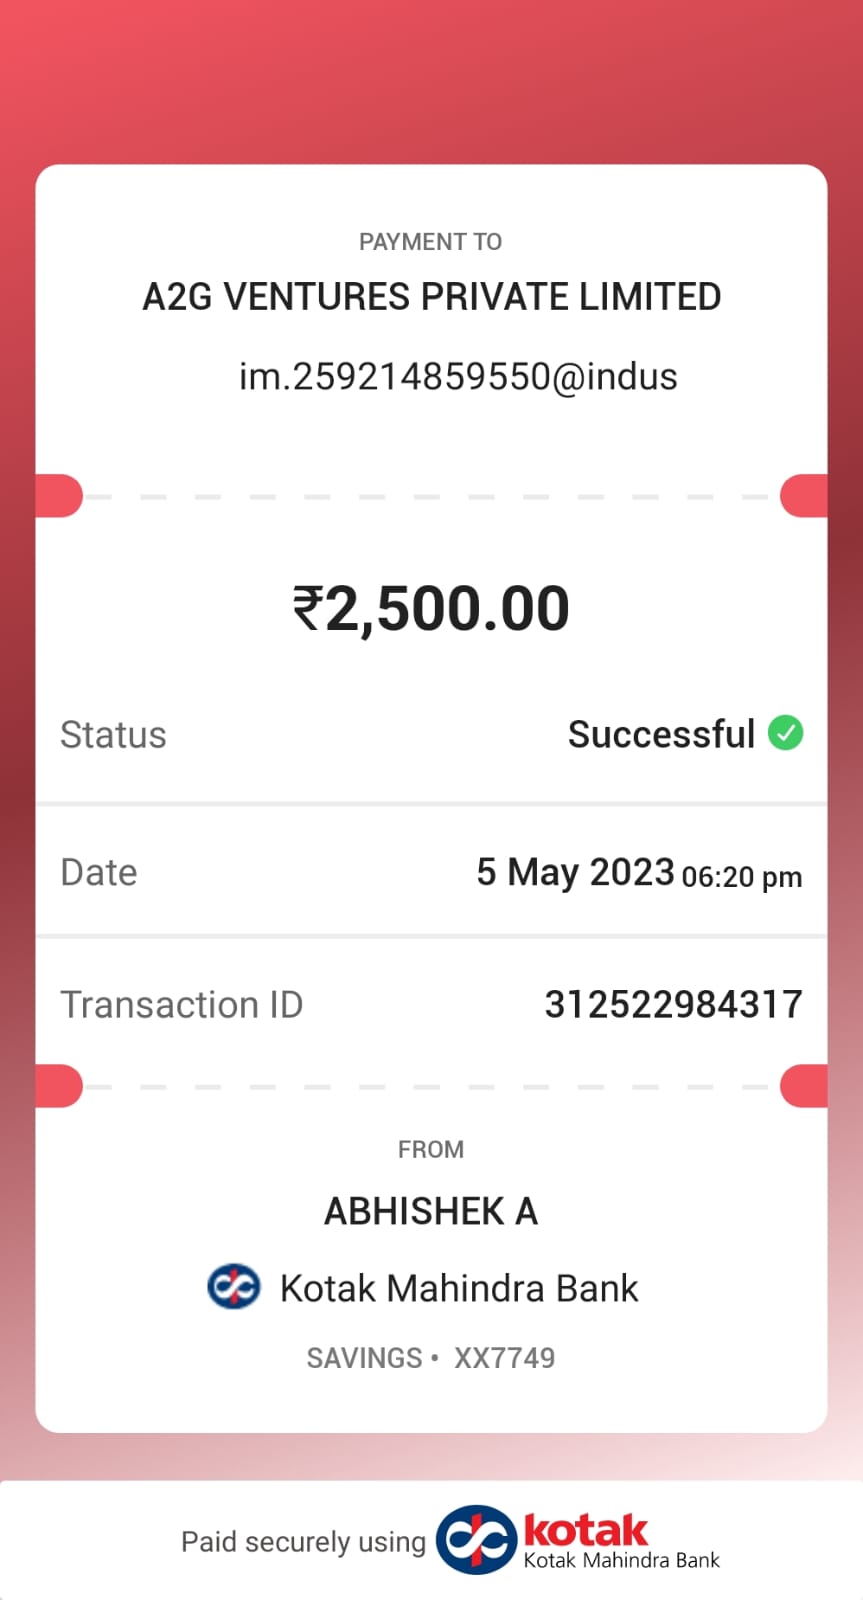 PAYMENT TO
A2G VENTURES PRIVATE LIMITED
im.259214859550@indus
₹2,500.00
Status Successful
Date 5 May 2023 06:20 pm
Transaction ID 312522984317
FROM
ABHISHEK A
Kotak Mahindra Bank
SAVINGS • XX7749
Paid securely using kotak
Kotak Mahindra Bank